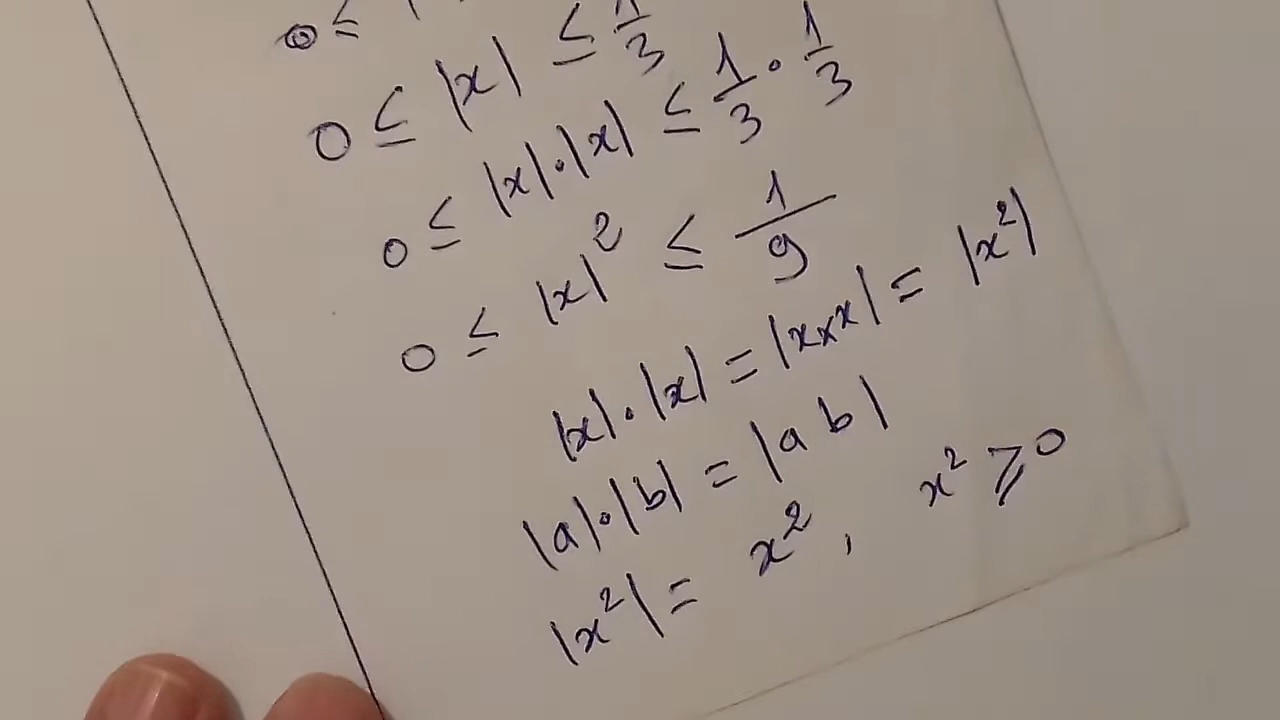 0 ≤ |
0 ≤ |x| ≤ 1/3
0 ≤ |x|·|x| ≤ 1/3 · 1/3
0 ≤ |x|² ≤ 1/9
|x|·|x| = |x×x| = |x²|
|a|·|b| = |a b|
|x²| = x² , x² ⩾ 0